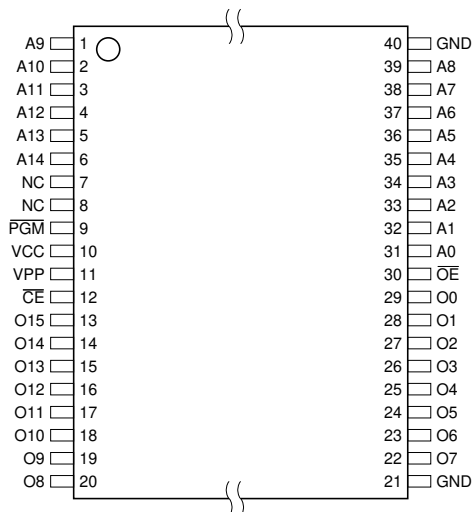 A9 1 40 GND
A10 2 39 A8
A11 3 38 A7
A12 4 37 A6
A13 5 36 A5
A14 6 35 A4
NC 7 34 A3
NC 8 33 A2
P̅G̅M̅ 9 32 A1
VCC 10 31 A0
VPP 11 30 O̅E̅
C̅E̅ 12 29 O0
O15 13 28 O1
O14 14 27 O2
O13 15 26 O3
O12 16 25 O4
O11 17 24 O5
O10 18 23 O6
O9 19 22 O7
O8 20 21 GND